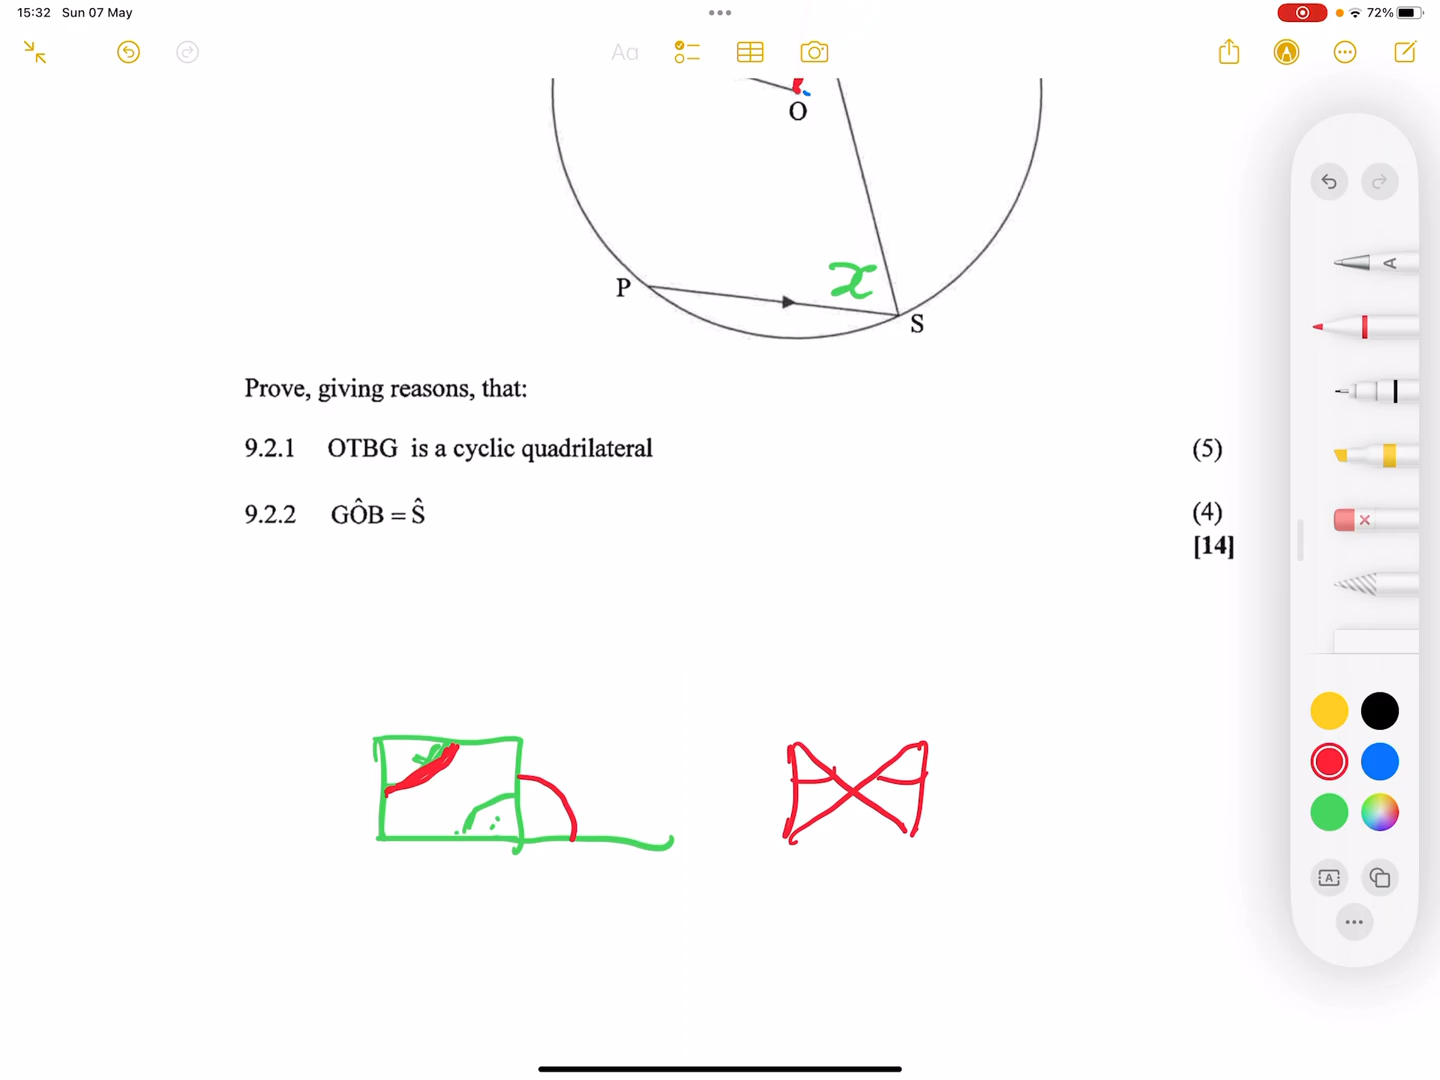 15:32 Sun 07 May
72%
Aa
O
x
P
S
Prove, giving reasons, that:
9.2.1 OTBG is a cyclic quadrilateral (5)
9.2.2 GÔB = Ŝ (4)
[14]
A
A